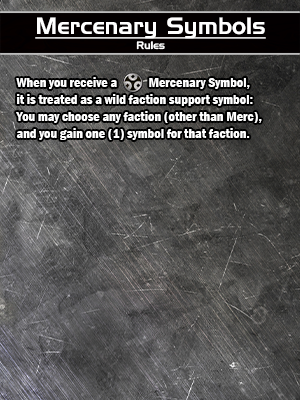 Mercenary Symbols
Rules
When you receive a Mercenary Symbol,
it is treated as a wild faction support symbol:
You may choose any faction (other than Merc),
and you gain one (1) symbol for that faction.